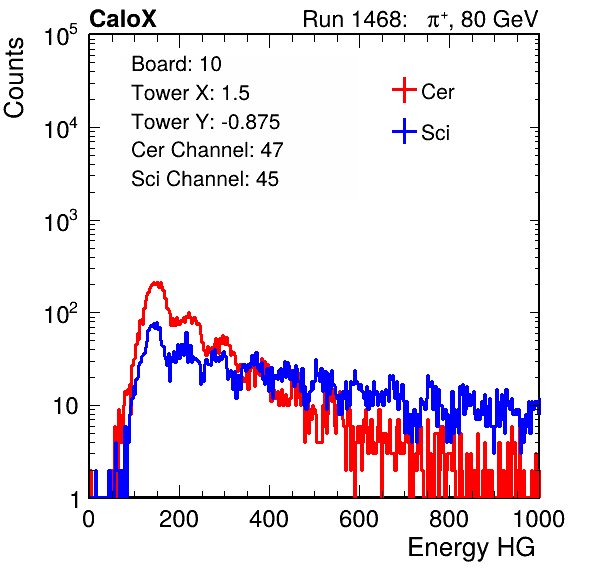 CaloX Run 1468: π⁺, 80 GeV
Counts
Board: 10
Tower X: 1.5
Tower Y: -0.875
Cer Channel: 47
Sci Channel: 45
Cer
Sci
10⁵
10⁴
10³
10²
10
1
0 200 400 600 800 1000
Energy HG